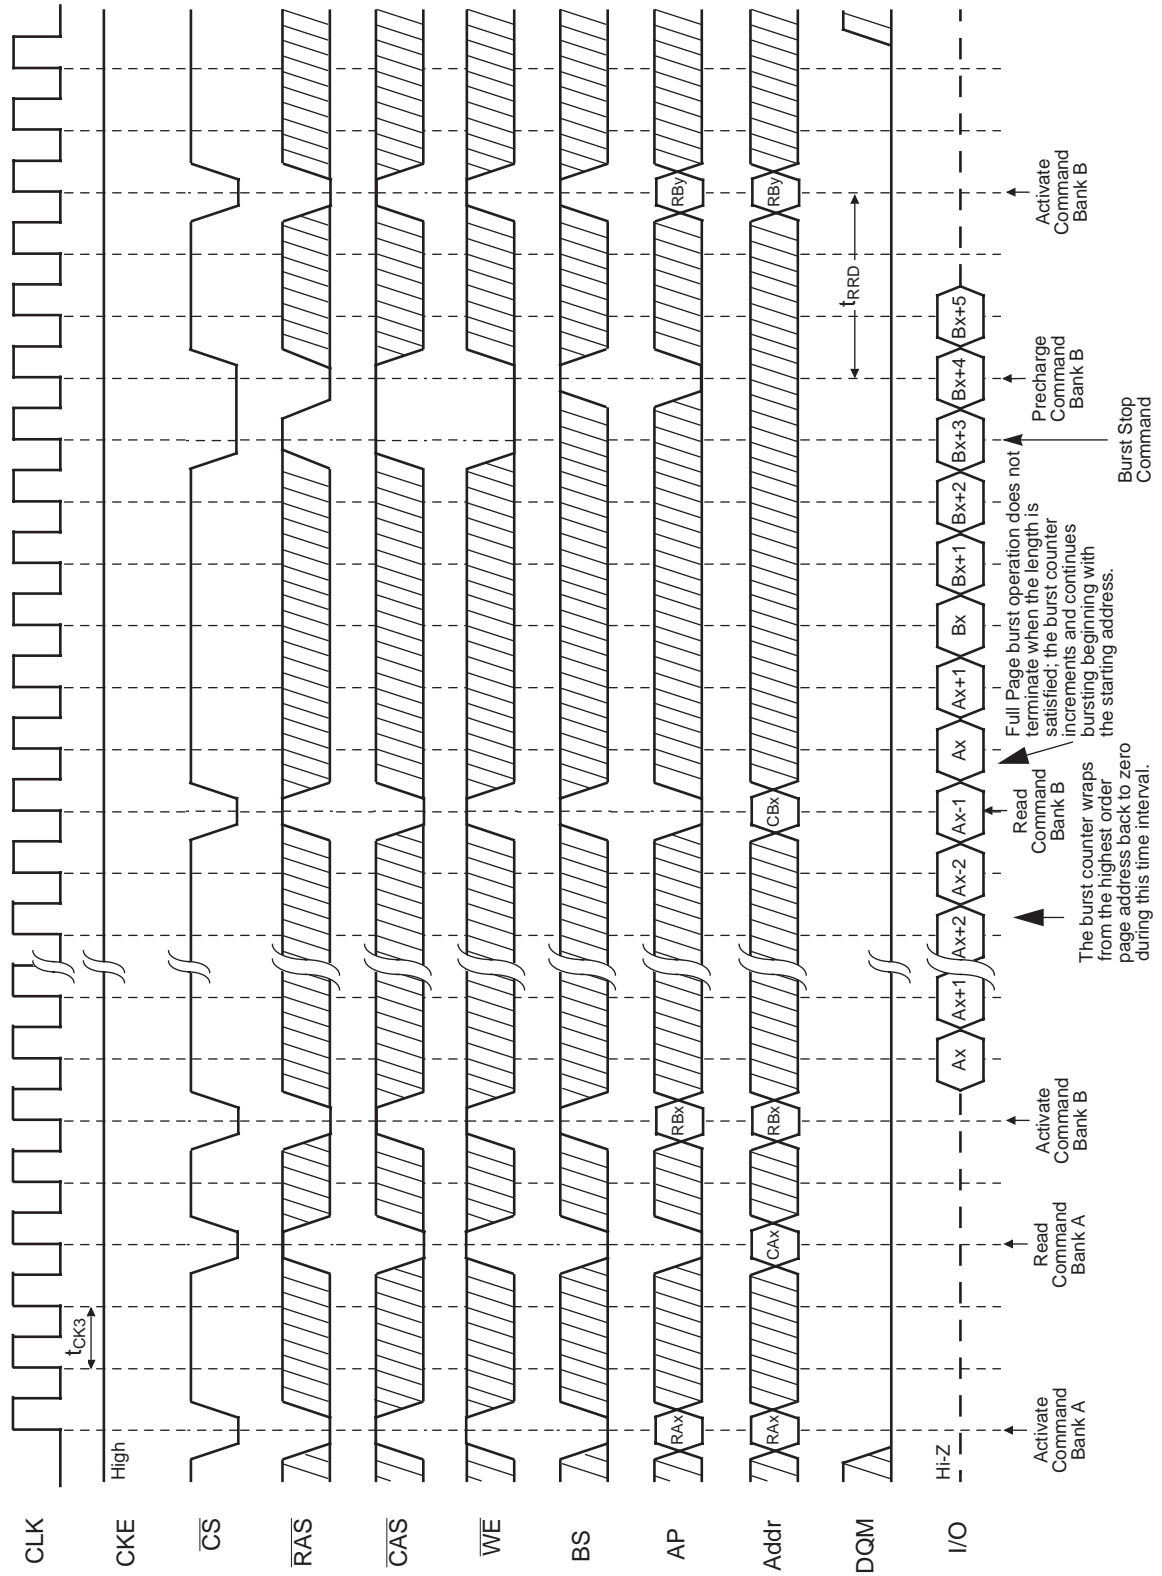 CLK
CKE
CS
RAS
CAS
WE
BS
AP
Addr
DQM
I/O
High
tCK3
RAx
RBx
RBy
RAx
CAx
RBx
CBx
RBy
tRRD
Hi-Z
Ax
Ax+1
Ax+2
Ax-2
Ax-1
Ax
Ax+1
Bx
Bx+1
Bx+2
Bx+3
Bx+4
Bx+5
Activate
Command
Bank A
Read
Command
Bank A
Activate
Command
Bank B
The burst counter wraps
from the highest order
page address back to zero
during this time interval.
Read
Command
Bank B
Full Page burst operation does not
terminate when the length is
satisfied; the burst counter
increments and continues
bursting beginning with
the starting address.
Burst Stop
Command
Precharge
Command
Bank B
Activate
Command
Bank B